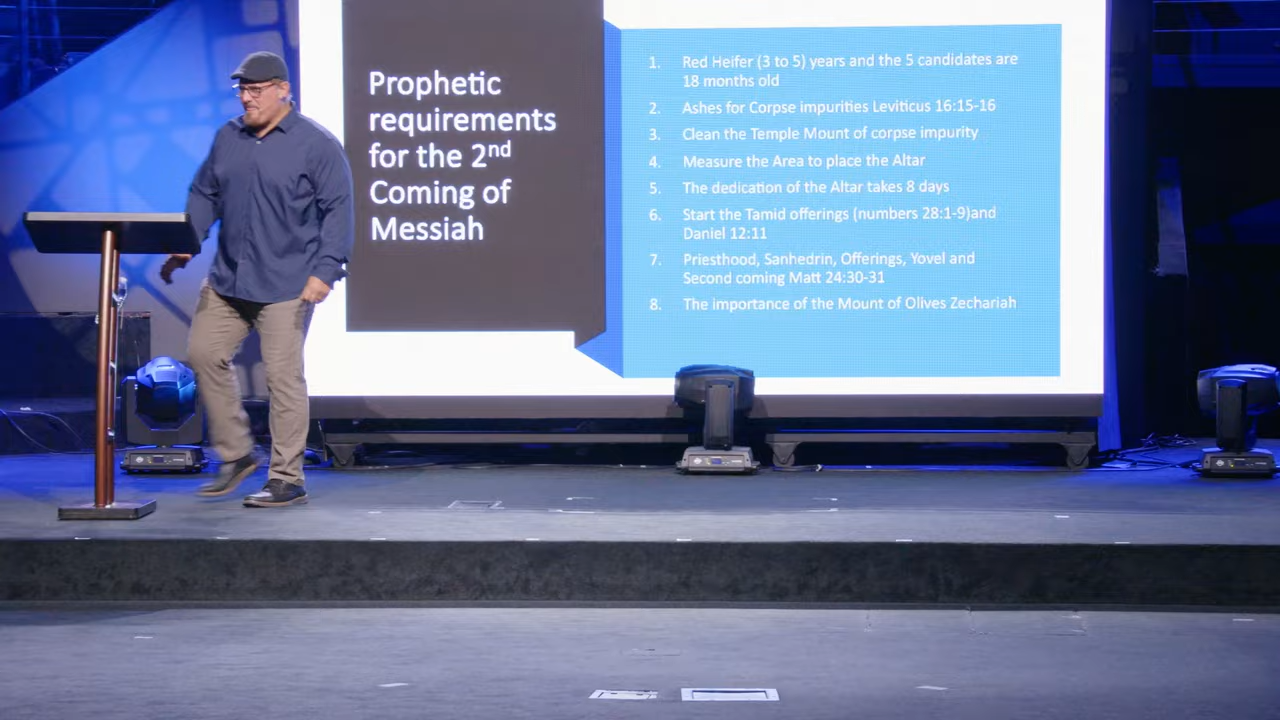 Prophetic
requirements
for the 2nd
Coming of
Messiah
1. Red Heifer (3 to 5) years and the 5 candidates are
18 months old
2. Ashes for Corpse impurities Leviticus 16:15-16
3. Clean the Temple Mount of corpse impurity
4. Measure the Area to place the Altar
5. The dedication of the Altar takes 8 days
6. Start the Tamid offerings (numbers 28:1-9)and
Daniel 12:11
7. Priesthood, Sanhedrin, Offerings, Yovel and
Second coming Matt 24:30-31
8. The importance of the Mount of Olives Zechariah